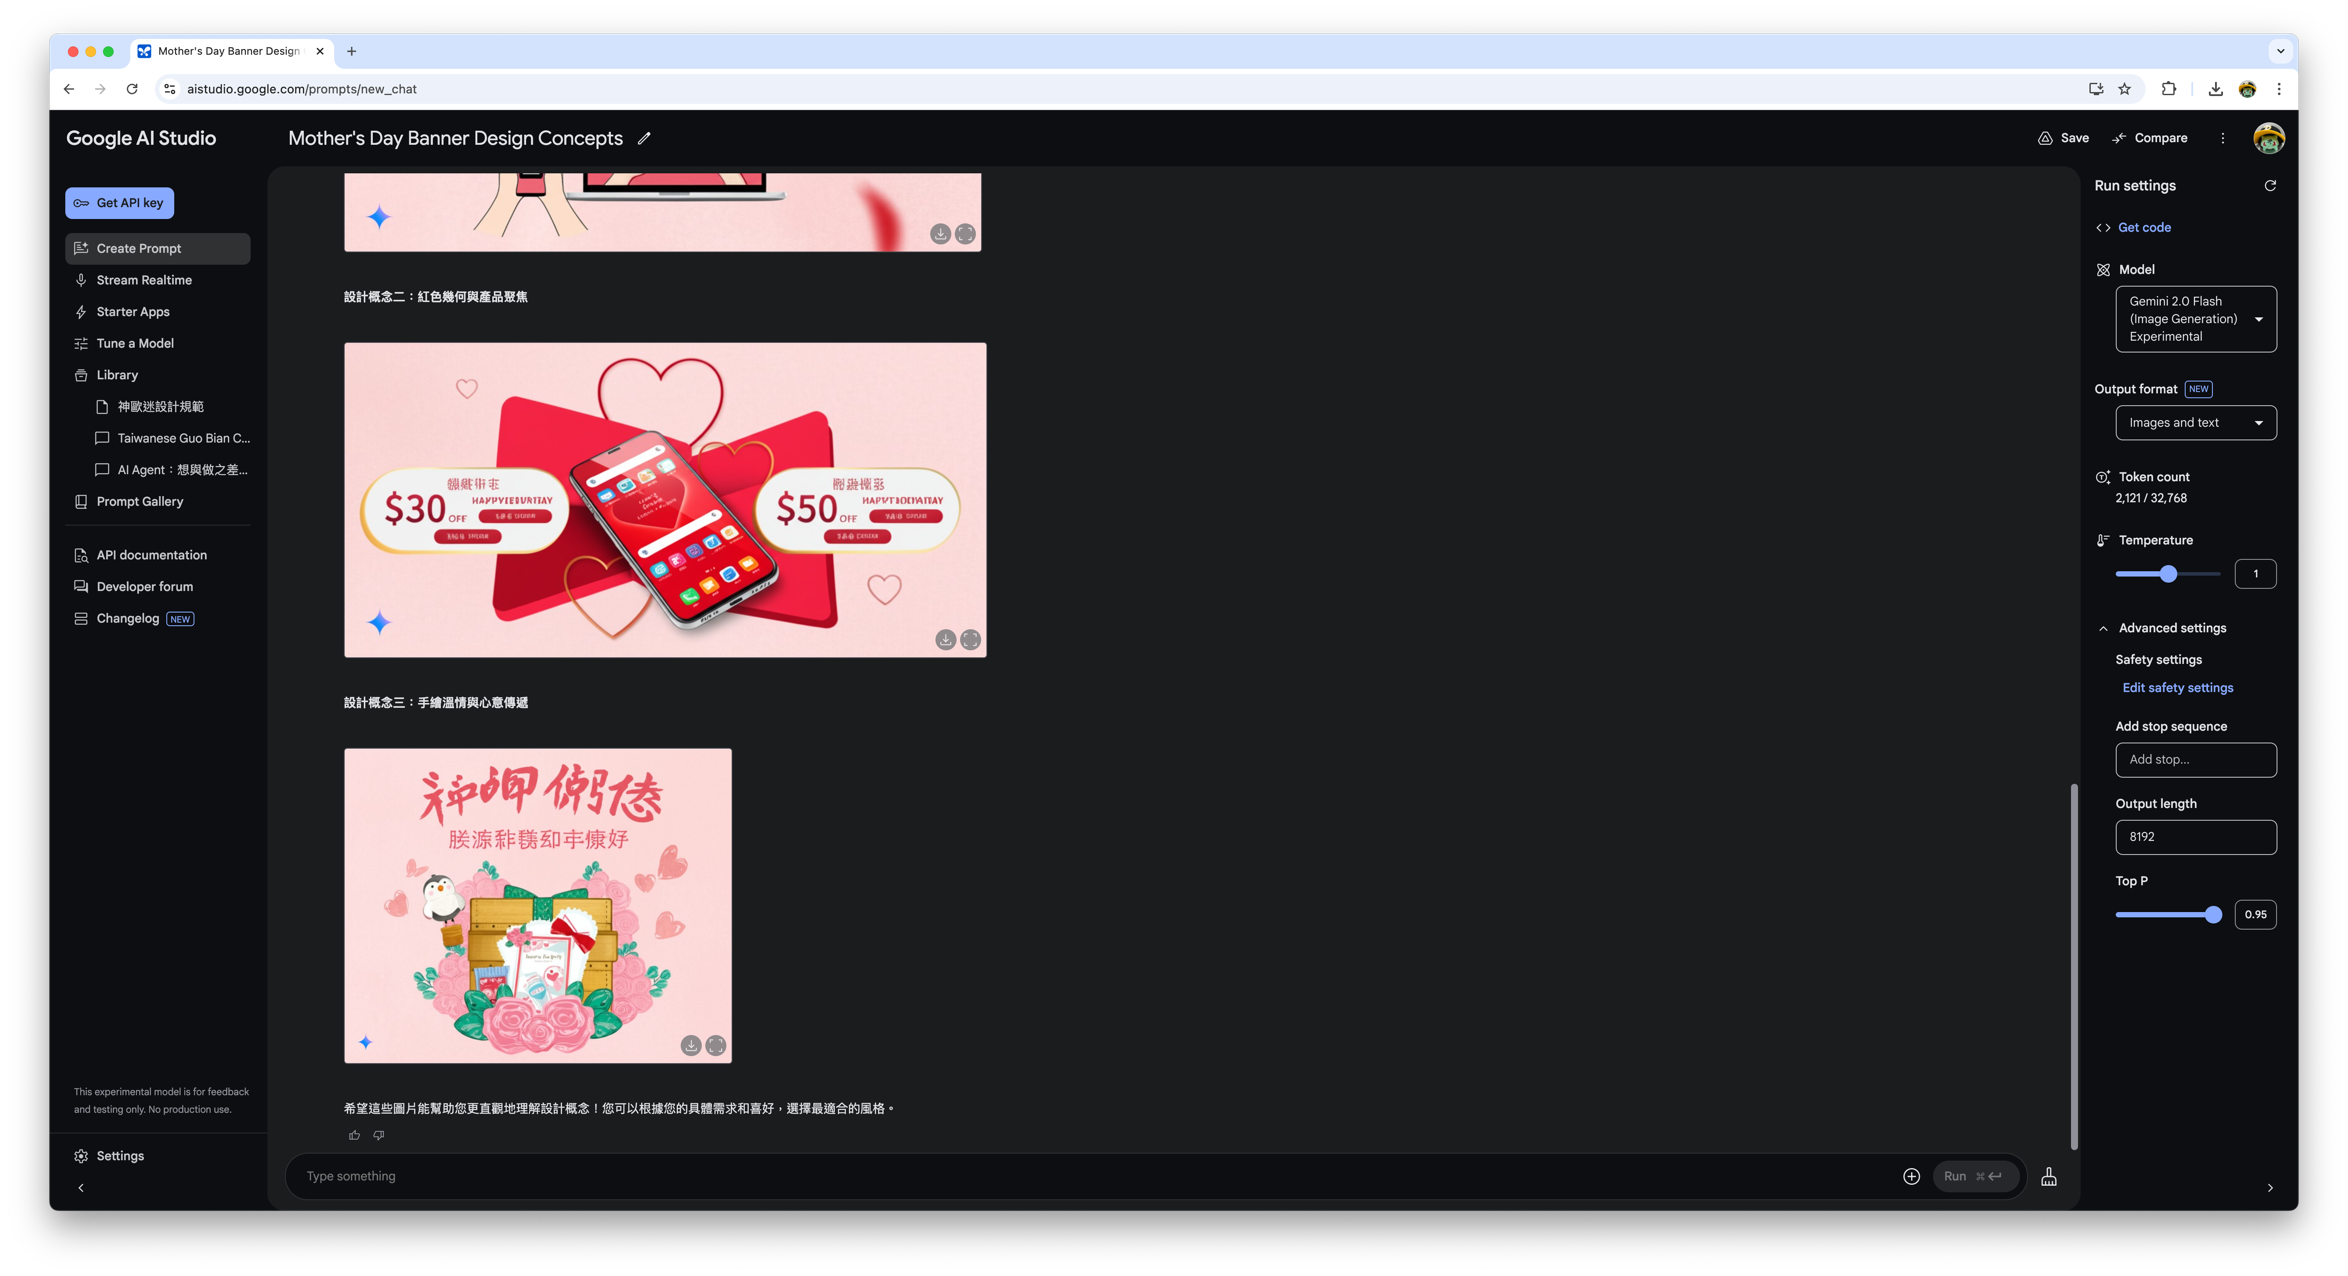 Mother's Day Banner Design
aistudio.google.com/prompts/new_chat
Google AI Studio
Mother's Day Banner Design Concepts
Save
Compare
Get API key
Create Prompt
Stream Realtime
Starter Apps
Tune a Model
Library
神歐迷設計規範
Taiwanese Guo Bian C...
AI Agent：想與做之差...
Prompt Gallery
API documentation
Developer forum
Changelog NEW
This experimental model is for feedback
and testing only. No production use.
Settings
設計概念二：紅色幾何與產品聚焦
$30 OFF
$50 OFF
設計概念三：手繪溫情與心意傳遞
希望這些圖片能幫助您更直觀地理解設計概念！您可以根據您的具體需求和喜好，選擇最適合的風格。
Type something
Run ⌘↵
Run settings
Get code
Model
Gemini 2.0 Flash
(Image Generation)
Experimental
Output format NEW
Images and text
Token count
2,121 / 32,768
Temperature
1
Advanced settings
Safety settings
Edit safety settings
Add stop sequence
Add stop...
Output length
8192
Top P
0.95